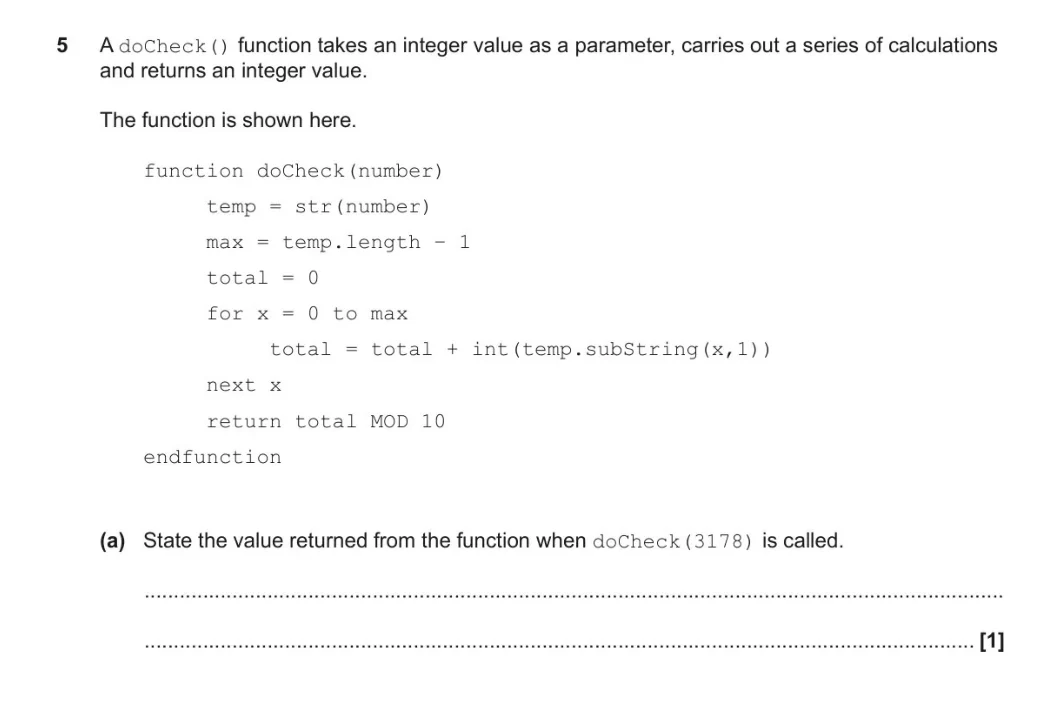 5 A doCheck() function takes an integer value as a parameter, carries out a series of calculations
and returns an integer value.
The function is shown here.
function doCheck(number)
temp = str(number)
max = temp.length - 1
total = 0
for x = 0 to max
total = total + int(temp.subString(x,1))
next x
return total MOD 10
endfunction
(a) State the value returned from the function when doCheck(3178) is called.
...................................................................................................
................................................................................................... [1]